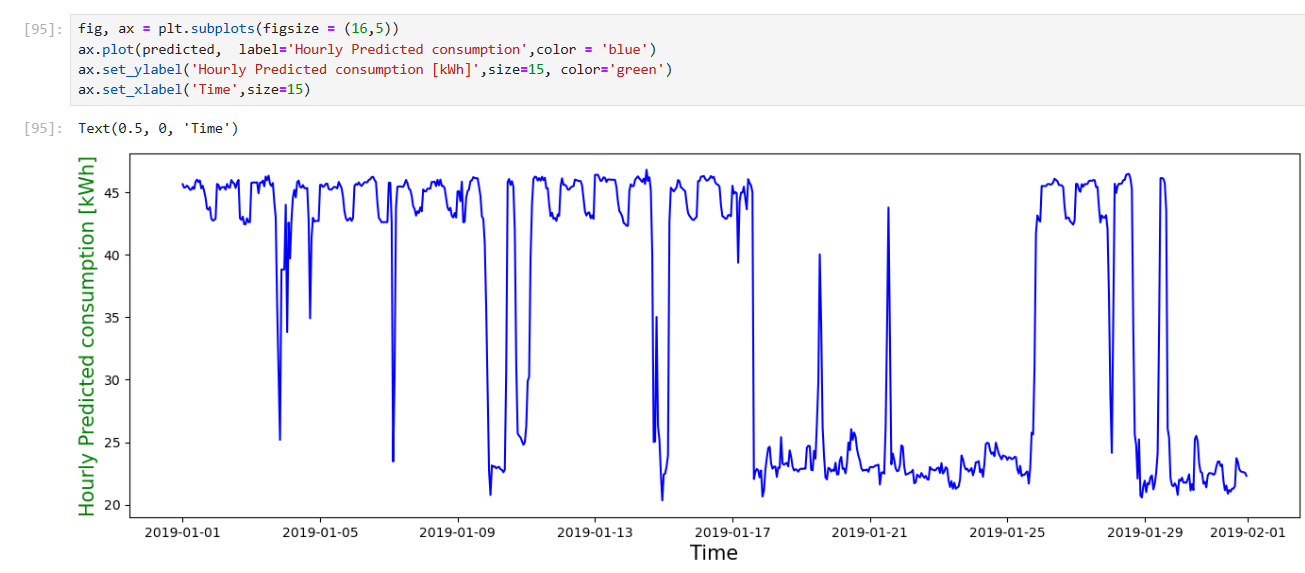 [95]: fig, ax = plt.subplots(figsize = (16,5))
ax.plot(predicted,  label='Hourly Predicted consumption',color = 'blue')
ax.set_ylabel('Hourly Predicted consumption [kWh]',size=15, color='green')
ax.set_xlabel('Time',size=15)
[95]: Text(0.5, 0, 'Time')
Hourly Predicted consumption [kWh]
45
40
35
30
25
20
2019-01-01 2019-01-05 2019-01-09 2019-01-13 2019-01-17 2019-01-21 2019-01-25 2019-01-29 2019-02-01
Time